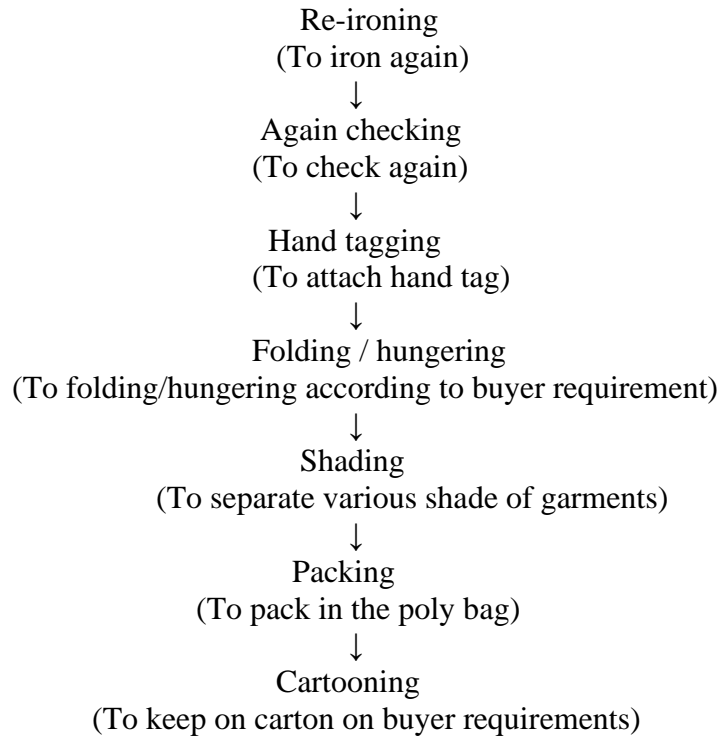 Re-ironing
(To iron again)
↓
Again checking
(To check again)
↓
Hand tagging
(To attach hand tag)
↓
Folding / hungering
(To folding/hungering according to buyer requirement)
↓
Shading
(To separate various shade of garments)
↓
Packing
(To pack in the poly bag)
↓
Cartooning
(To keep on carton on buyer requirements)